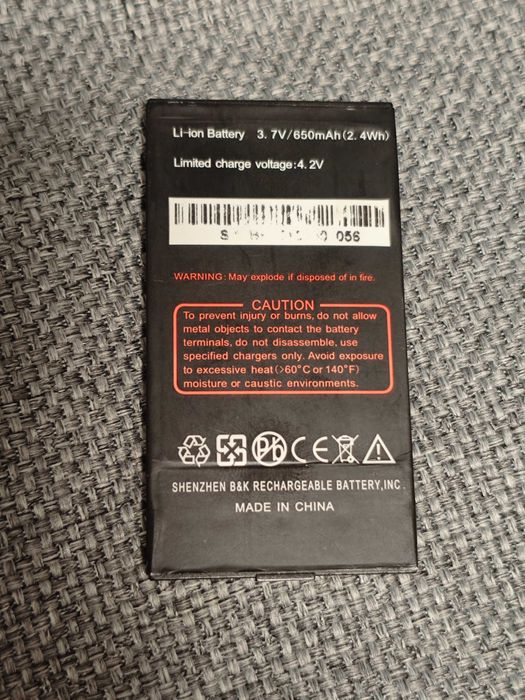 Li-ion Battery 3.7V/650mAh(2.4Wh)
Limited charge voltage:4.2V
056
WARNING: May explode if disposed of in fire.
CAUTION
To prevent injury or burns, do not allow
metal objects to contact the battery
terminals, do not disassemble, use
specified chargers only. Avoid exposure
to excessive heat(>60°C or 140°F)
moisture or caustic environments.
Pb CE
SHENZHEN B&K RECHARGEABLE BATTERY,INC.
MADE IN CHINA